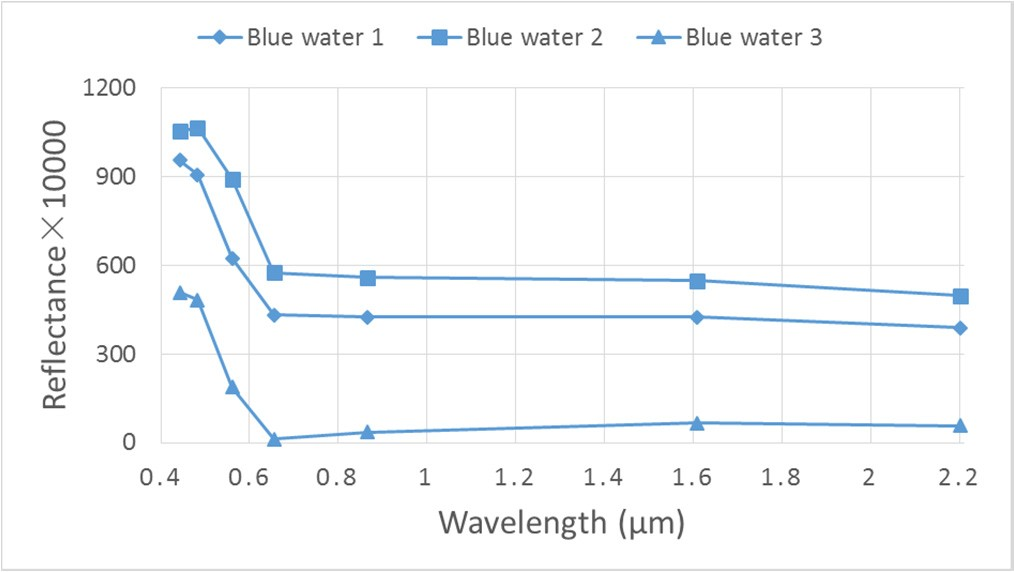 Blue water 1 Blue water 2 Blue water 3
1200
900
600
300
0
Reflectance×10000
0.4 0.6 0.8 1 1.2 1.4 1.6 1.8 2 2.2
Wavelength (μm)